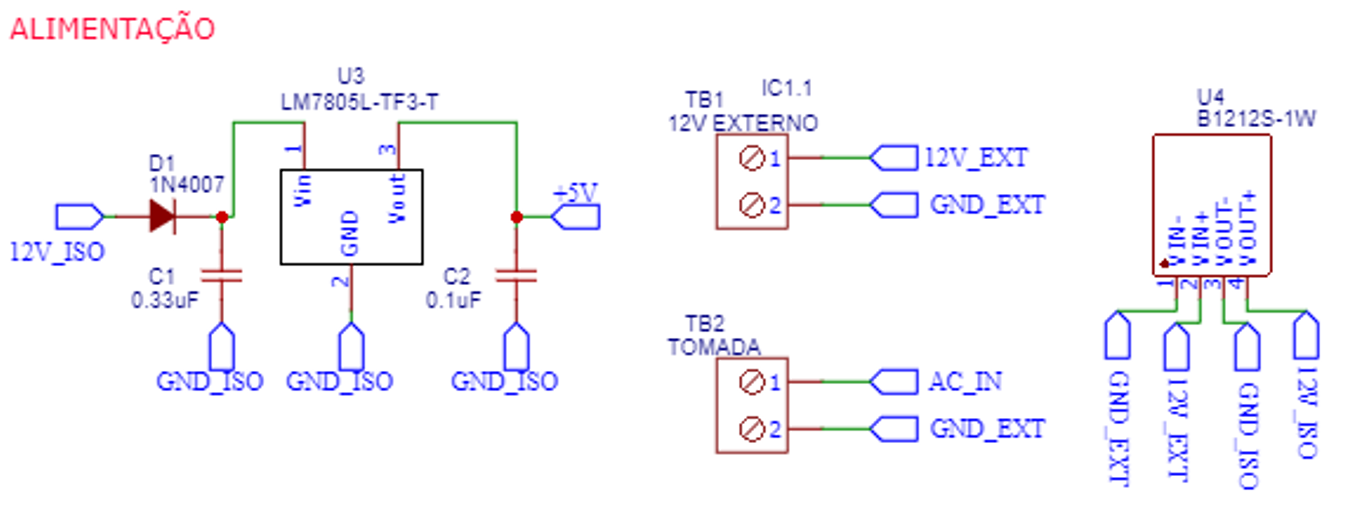 ALIMENTAÇÃO
U3
LM7805L-TF3-T
D1
1N4007
12V_ISO
1
3
Vin
Vout
GND
2
+5V
C1
0.33uF
C2
0.1uF
GND_ISO
GND_ISO
GND_ISO
TB1
IC1.1
12V EXTERNO
1
12V_EXT
2
GND_EXT
TB2
TOMADA
1
AC_IN
2
GND_EXT
U4
B1212S-1W
VIN-
VIN+
VOUT-
VOUT+
1
2
3
4
GND_EXT
12V_EXT
GND_ISO
12V_ISO